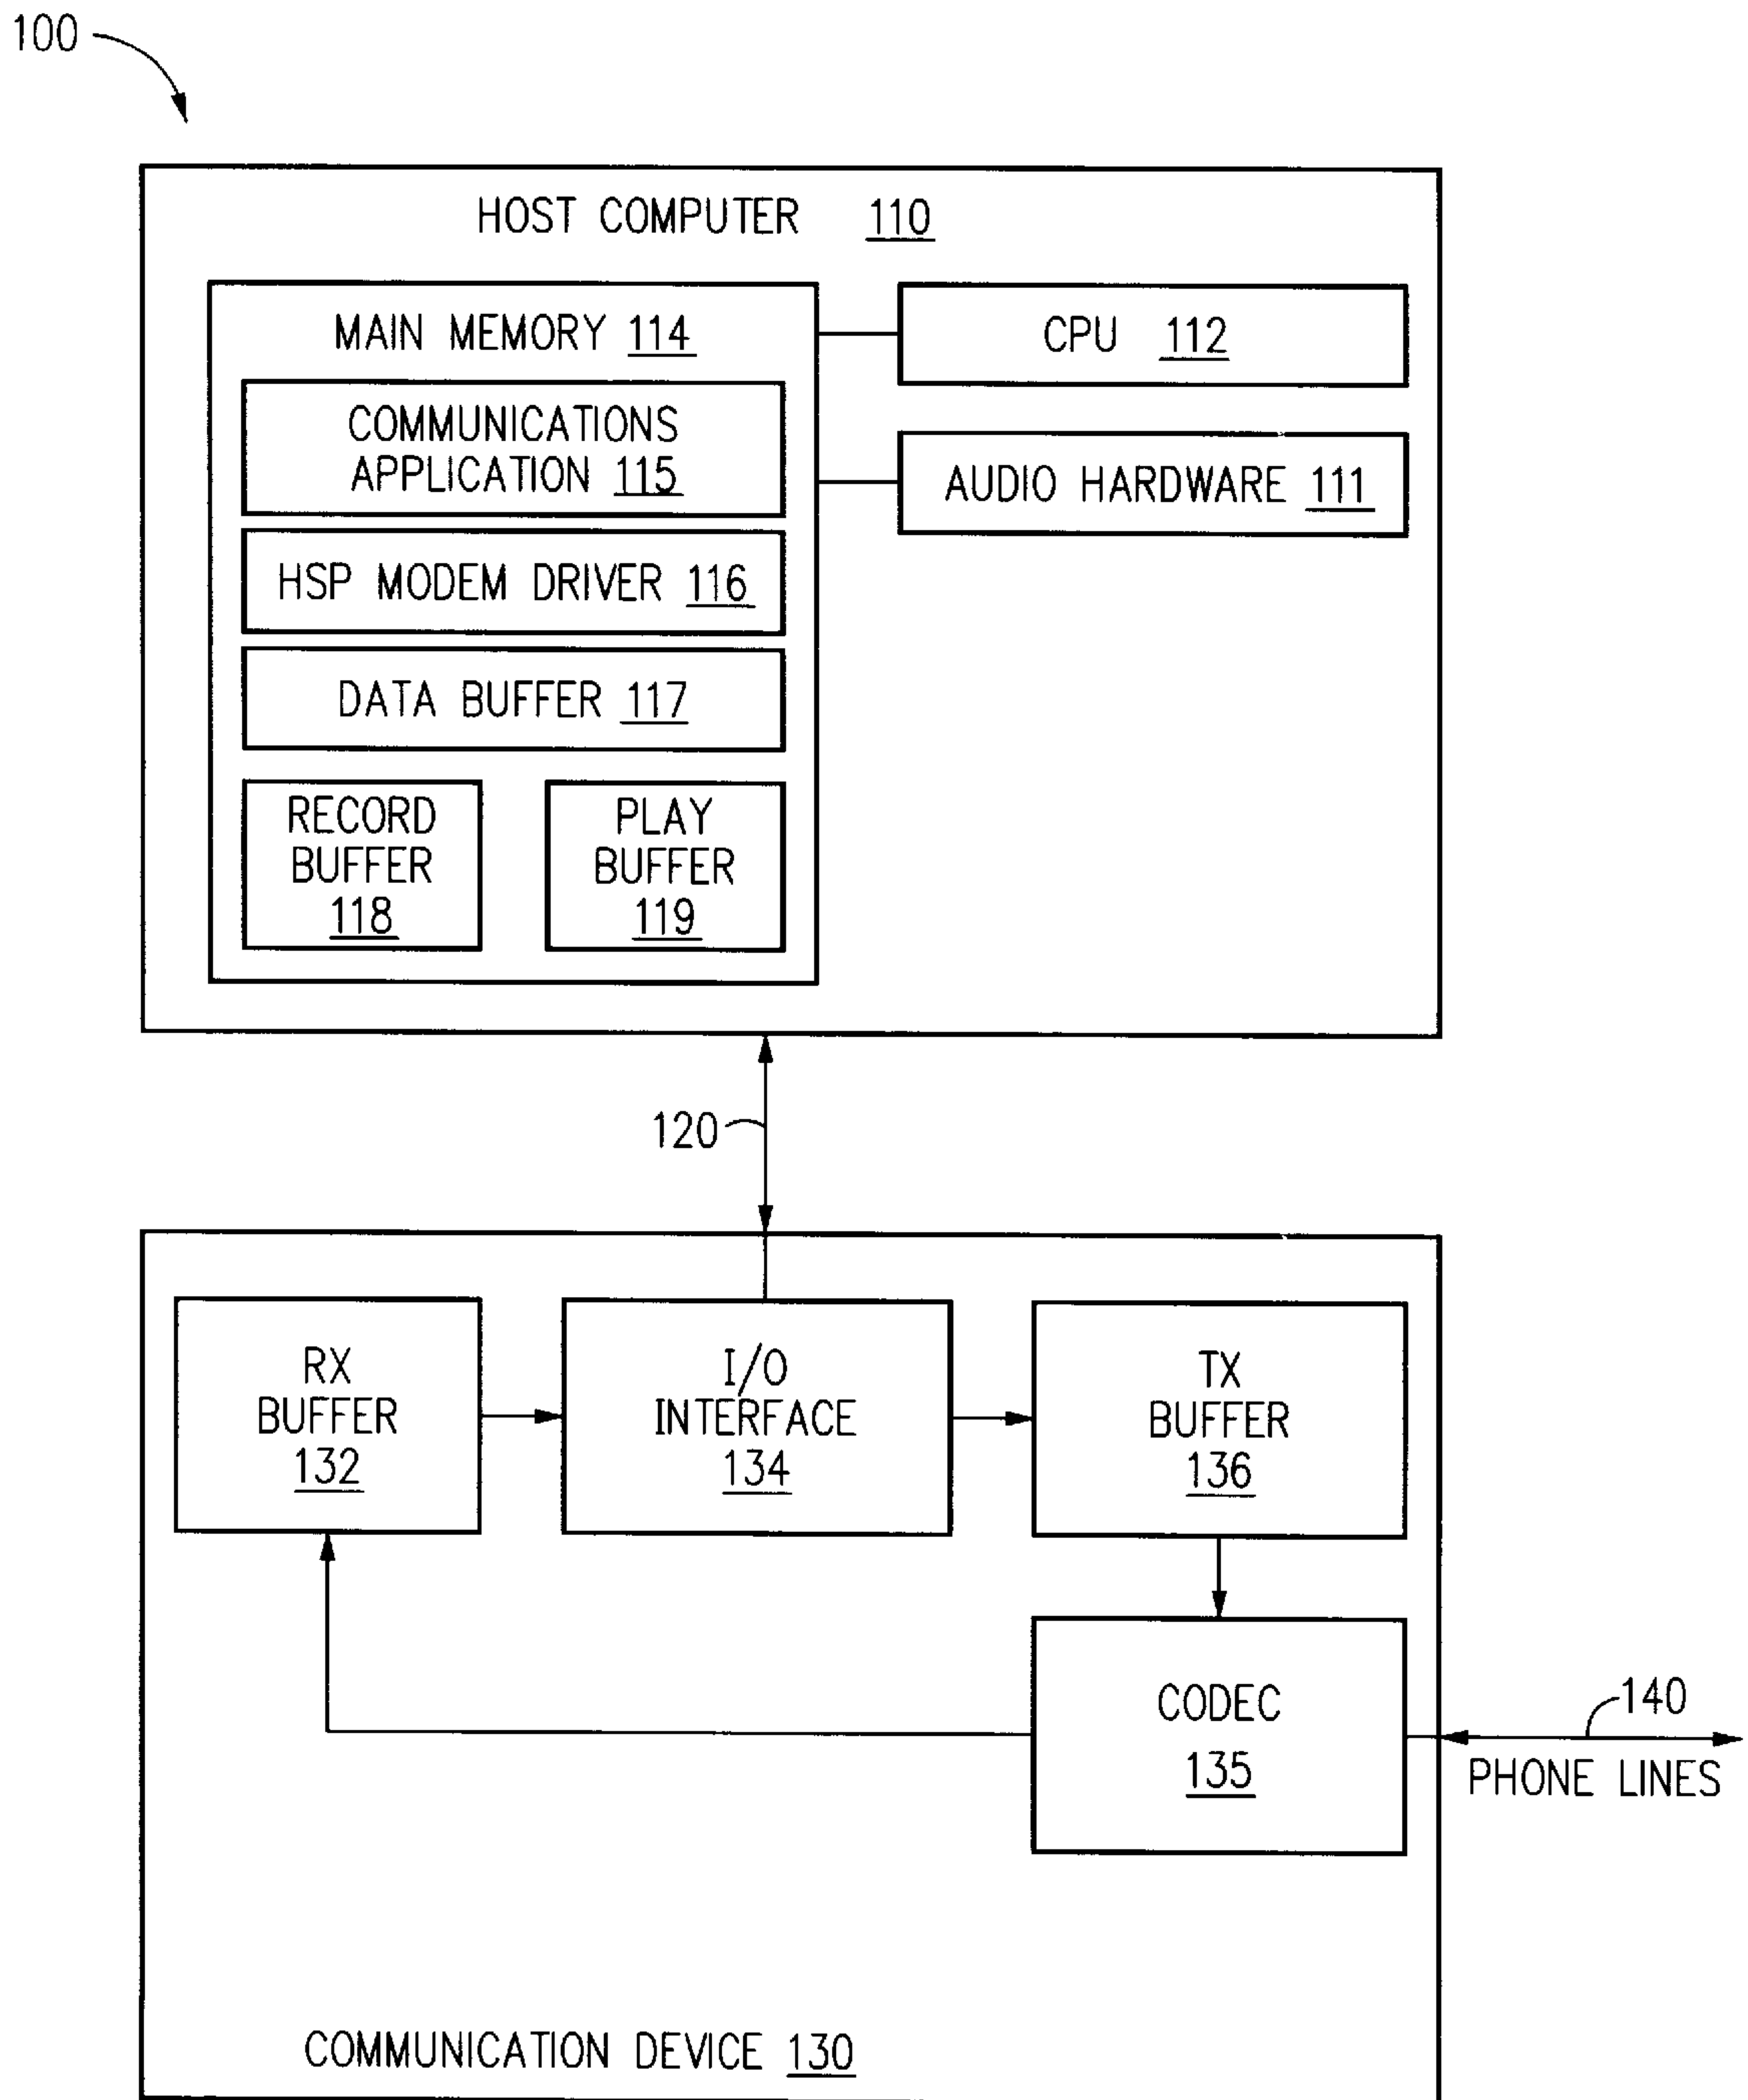 100
HOST COMPUTER 110
MAIN MEMORY 114
CPU 112
COMMUNICATIONS
APPLICATION 115
AUDIO HARDWARE 111
HSP MODEM DRIVER 116
DATA BUFFER 117
RECORD
BUFFER
118
PLAY
BUFFER
119
120
RX
BUFFER
132
I/O
INTERFACE
134
TX
BUFFER
136
CODEC
135
140
PHONE LINES
COMMUNICATION DEVICE 130